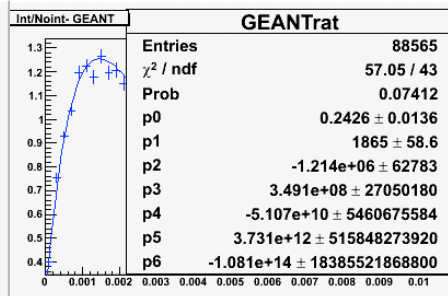 Int/Noint- GEANT
GEANTrat
Entries 88565
χ² / ndf 57.05 / 43
Prob 0.07412
p0 0.2426 ± 0.0136
p1 1865 ± 58.6
p2 -1.214e+06 ± 62783
p3 3.491e+08 ± 27050180
p4 -5.107e+10 ± 5460675584
p5 3.731e+12 ± 515848273920
p6 -1.081e+14 ± 18385521868800
1.3
1.2
1.1
1
0.9
0.8
0.7
0.6
0.5
0.4
0 0.001 0.002 0.003 0.004 0.005 0.006 0.007 0.008 0.009 0.01